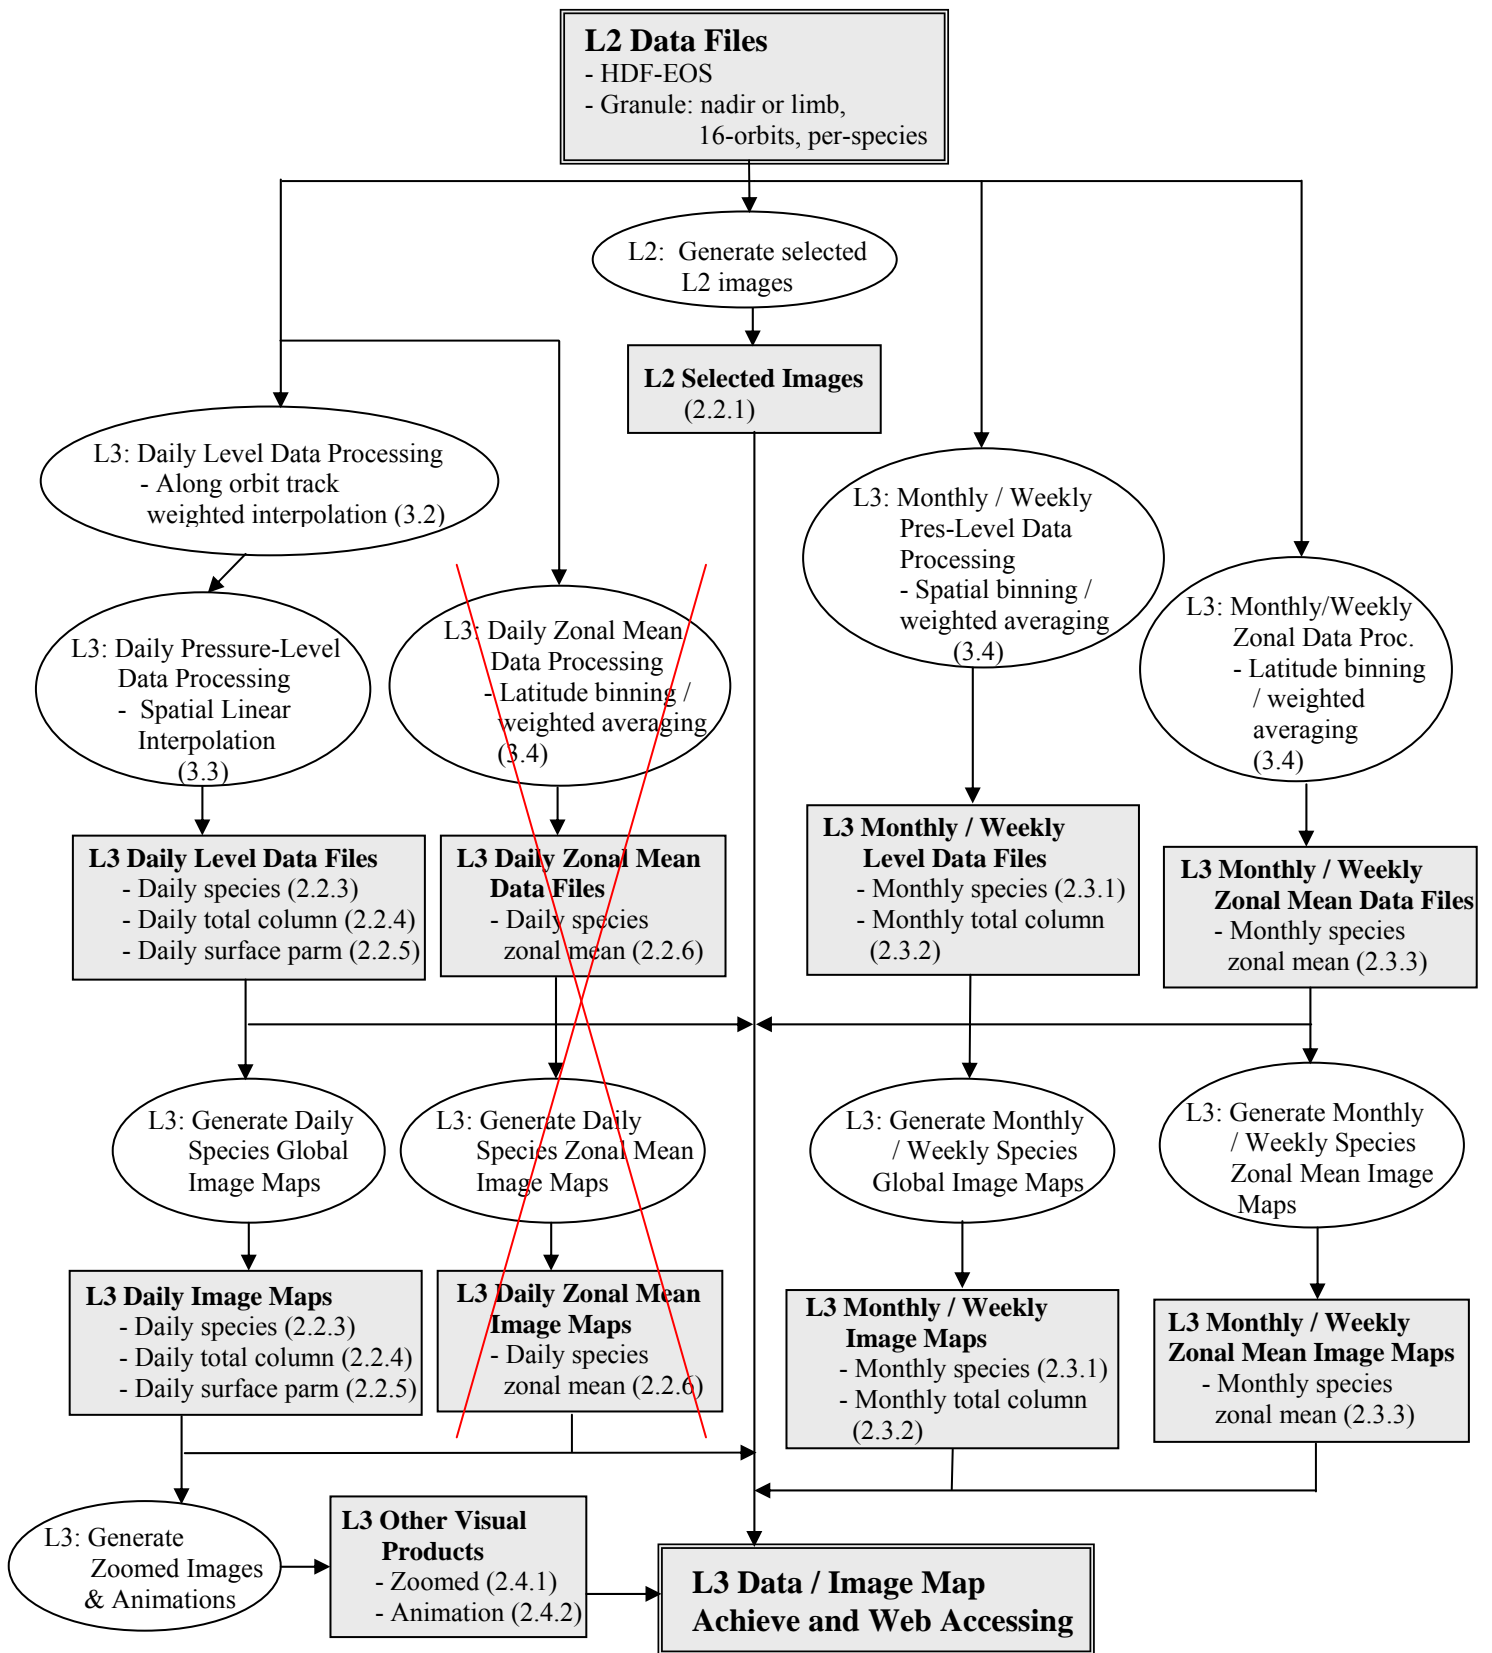 L2 Data Files
- HDF-EOS
- Granule: nadir or limb,
16-orbits, per-species
L2: Generate selected
L2 images
L2 Selected Images
(2.2.1)
L3: Daily Level Data Processing
- Along orbit track
weighted interpolation (3.2)
L3: Daily Pressure-Level
Data Processing
- Spatial Linear
Interpolation
(3.3)
L3: Daily Zonal Mean
Data Processing
- Latitude binning /
weighted averaging
(3.4)
L3: Monthly / Weekly
Pres-Level Data
Processing
- Spatial binning /
weighted averaging
(3.4)
L3: Monthly/Weekly
Zonal Data Proc.
- Latitude binning
/ weighted
averaging
(3.4)
L3 Daily Level Data Files
- Daily species (2.2.3)
- Daily total column (2.2.4)
- Daily surface parm (2.2.5)
L3 Daily Zonal Mean
Data Files
- Daily species
zonal mean (2.2.6)
L3 Monthly / Weekly
Level Data Files
- Monthly species (2.3.1)
- Monthly total column
(2.3.2)
L3 Monthly / Weekly
Zonal Mean Data Files
- Monthly species
zonal mean (2.3.3)
L3: Generate Daily
Species Global
Image Maps
L3: Generate Daily
Species Zonal Mean
Image Maps
L3: Generate Monthly
/ Weekly Species
Global Image Maps
L3: Generate Monthly
/ Weekly Species
Zonal Mean Image
Maps
L3 Daily Image Maps
- Daily species (2.2.3)
- Daily total column (2.2.4)
- Daily surface parm (2.2.5)
L3 Daily Zonal Mean
Image Maps
- Daily species
zonal mean (2.2.6)
L3 Monthly / Weekly
Image Maps
- Monthly species (2.3.1)
- Monthly total column
(2.3.2)
L3 Monthly / Weekly
Zonal Mean Image Maps
- Monthly species
zonal mean (2.3.3)
L3: Generate
Zoomed Images
& Animations
L3 Other Visual
Products
- Zoomed (2.4.1)
- Animation (2.4.2)
L3 Data / Image Map
Achieve and Web Accessing